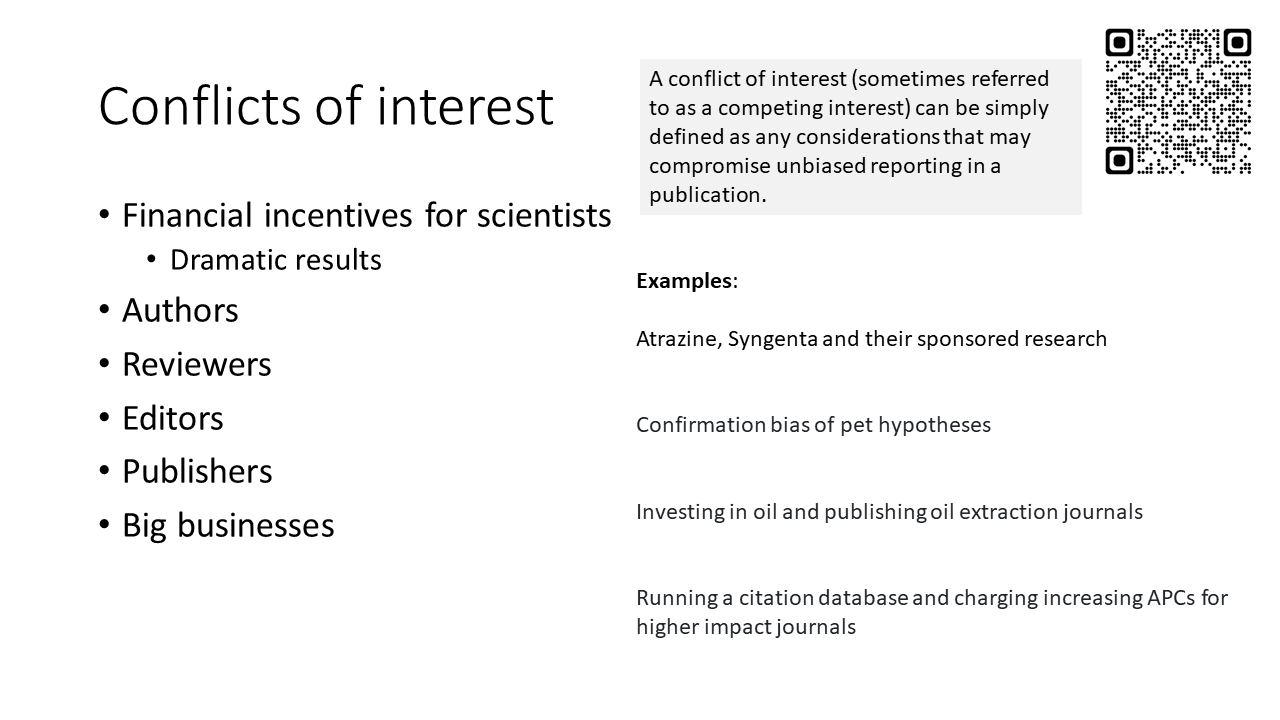 Conflicts of interest
• Financial incentives for scientists
• Dramatic results
• Authors
• Reviewers
• Editors
• Publishers
• Big businesses
A conflict of interest (sometimes referred
to as a competing interest) can be simply
defined as any considerations that may
compromise unbiased reporting in a
publication.
Examples:
Atrazine, Syngenta and their sponsored research
Confirmation bias of pet hypotheses
Investing in oil and publishing oil extraction journals
Running a citation database and charging increasing APCs for
higher impact journals